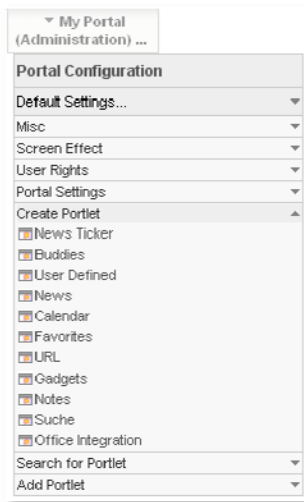 My Portal
(Administration) ...
Portal Configuration
Default Settings...
Misc
Screen Effect
User Rights
Portal Settings
Create Portlet
News Ticker
Buddies
User Defined
News
Calendar
Favorites
URL
Gadgets
Notes
Suche
Office Integration
Search for Portlet
Add Portlet